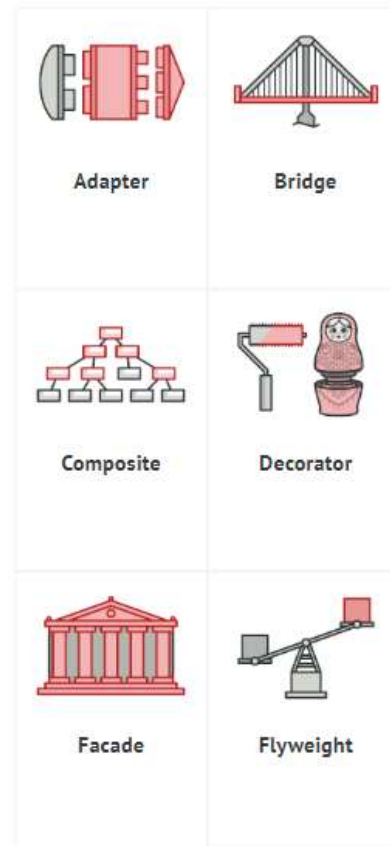 Adapter
Bridge
Composite
Decorator
Facade
Flyweight